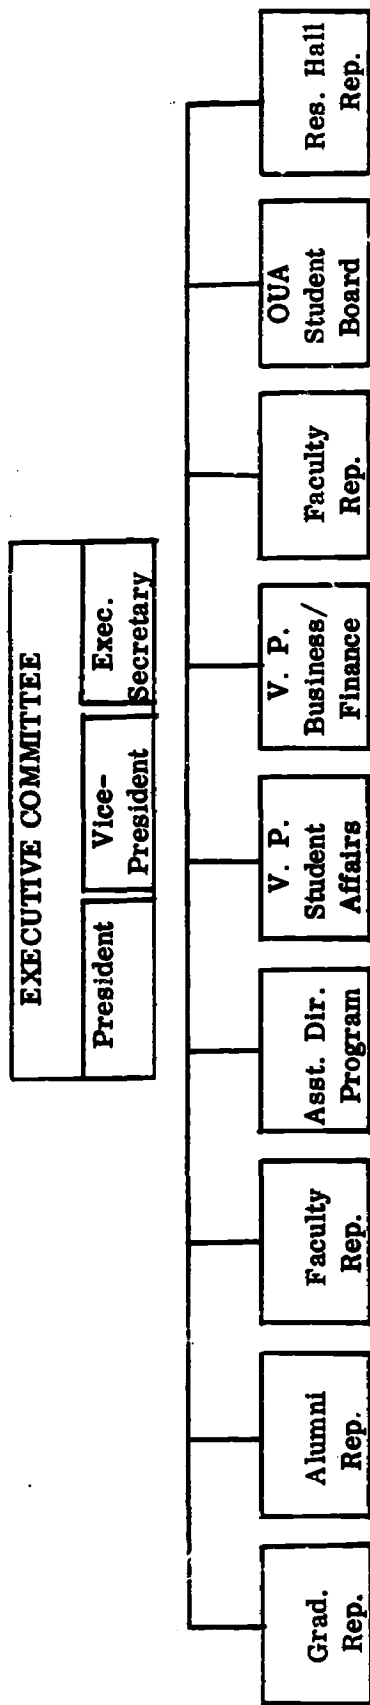 EXECUTIVE COMMITTEE
President
Vice-
President
Exec.
Secretary
Grad.
Rep.
Alumni
Rep.
Faculty
Rep.
Asst. Dir.
Program
V. P.
Student
Affairs
V. P.
Business/
Finance
Faculty
Rep.
OUA
Student
Board
Res. Hall
Rep.